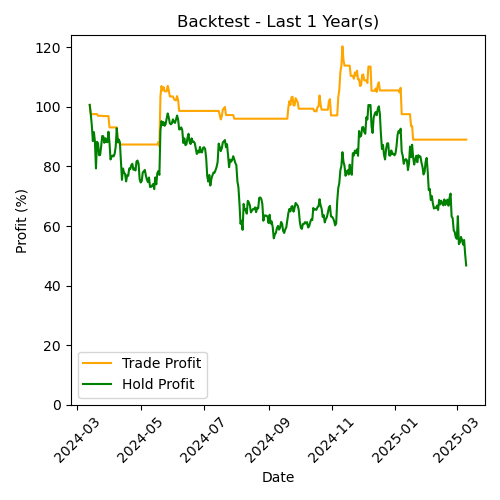 Backtest - Last 1 Year(s)
120
100
80
60
40
20
0
Profit (%)
Trade Profit
Hold Profit
2024-03
2024-05
2024-07
2024-09
2024-11
2025-01
2025-03
Date